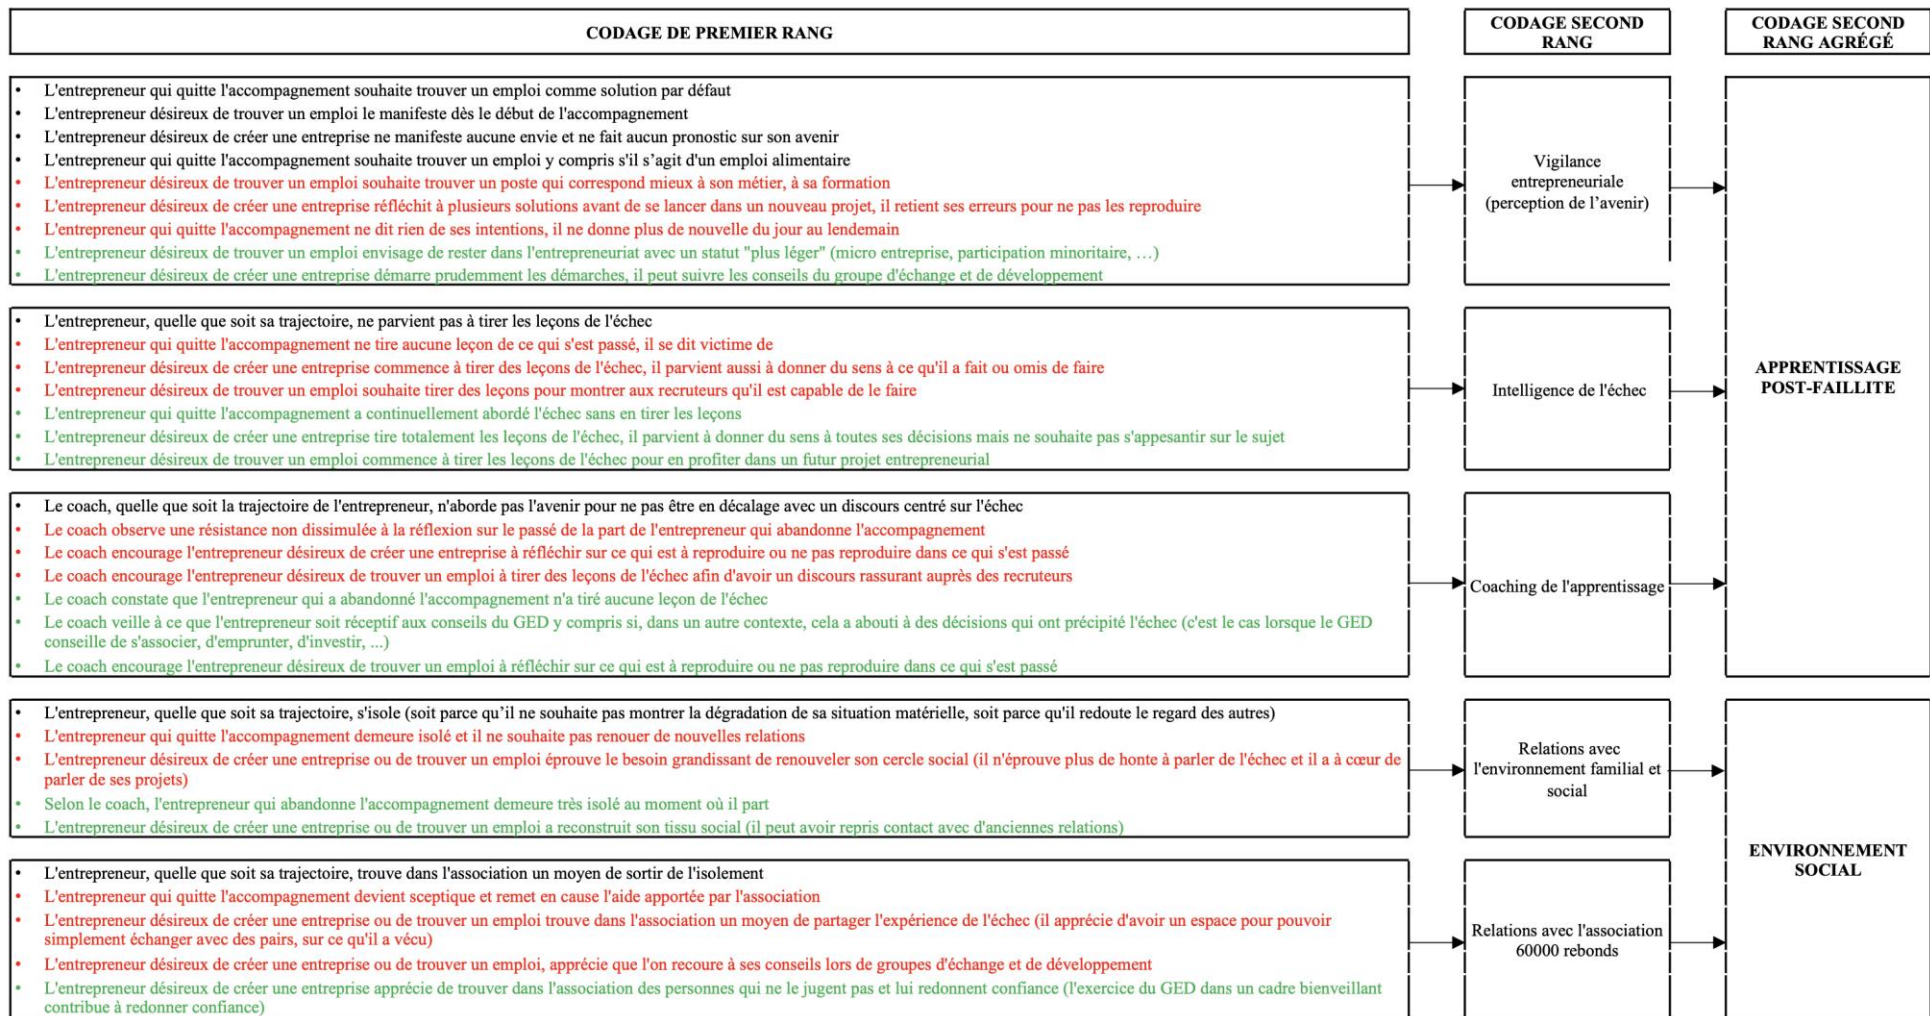 CODAGE DE PREMIER RANG
CODAGE SECOND
RANG
CODAGE SECOND
RANG AGRÉGÉ
• L'entrepreneur qui quitte l'accompagnement souhaite trouver un emploi comme solution par défaut
• L'entrepreneur désireux de trouver un emploi le manifeste dès le début de l'accompagnement
• L'entrepreneur désireux de créer une entreprise ne manifeste aucune envie et ne fait aucun pronostic sur son avenir
• L'entrepreneur qui quitte l'accompagnement souhaite trouver un emploi y compris s'il s’agit d'un emploi alimentaire
• L'entrepreneur désireux de trouver un emploi souhaite trouver un poste qui correspond mieux à son métier, à sa formation
• L'entrepreneur désireux de créer une entreprise réfléchit à plusieurs solutions avant de se lancer dans un nouveau projet, il retient ses erreurs pour ne pas les reproduire
• L'entrepreneur qui quitte l'accompagnement ne dit rien de ses intentions, il ne donne plus de nouvelle du jour au lendemain
• L'entrepreneur désireux de trouver un emploi envisage de rester dans l'entrepreneuriat avec un statut "plus léger" (micro entreprise, participation minoritaire, …)
• L'entrepreneur désireux de créer une entreprise démarre prudemment les démarches, il peut suivre les conseils du groupe d'échange et de développement
Vigilance
entrepreneuriale
(perception de l’avenir)
• L'entrepreneur, quelle que soit sa trajectoire, ne parvient pas à tirer les leçons de l'échec
• L'entrepreneur qui quitte l'accompagnement ne tire aucune leçon de ce qui s'est passé, il se dit victime de
• L'entrepreneur désireux de créer une entreprise commence à tirer des leçons de l'échec, il parvient aussi à donner du sens à ce qu'il a fait ou omis de faire
• L'entrepreneur désireux de trouver un emploi souhaite tirer des leçons pour montrer aux recruteurs qu'il est capable de le faire
• L'entrepreneur qui quitte l'accompagnement a continuellement abordé l'échec sans en tirer les leçons
• L'entrepreneur désireux de créer une entreprise tire totalement les leçons de l'échec, il parvient à donner du sens à toutes ses décisions mais ne souhaite pas s'appesantir sur le sujet
• L'entrepreneur désireux de trouver un emploi commence à tirer les leçons de l'échec pour en profiter dans un futur projet entrepreneurial
Intelligence de l'échec
APPRENTISSAGE
POST-FAILLITE
• Le coach, quelle que soit la trajectoire de l'entrepreneur, n'aborde pas l'avenir pour ne pas être en décalage avec un discours centré sur l'échec
• Le coach observe une résistance non dissimulée à la réflexion sur le passé de la part de l'entrepreneur qui abandonne l'accompagnement
• Le coach encourage l'entrepreneur désireux de créer une entreprise à réfléchir sur ce qui est à reproduire ou ne pas reproduire dans ce qui s'est passé
• Le coach encourage l'entrepreneur désireux de trouver un emploi à tirer des leçons de l'échec afin d'avoir un discours rassurant auprès des recruteurs
• Le coach constate que l'entrepreneur qui a abandonné l'accompagnement n'a tiré aucune leçon de l'échec
• Le coach veille à ce que l'entrepreneur soit réceptif aux conseils du GED y compris si, dans un autre contexte, cela a abouti à des décisions qui ont précipité l'échec (c'est le cas lorsque le GED
conseille de s'associer, d'emprunter, d'investir, ...)
• Le coach encourage l'entrepreneur désireux de trouver un emploi à réfléchir sur ce qui est à reproduire ou ne pas reproduire dans ce qui s'est passé
Coaching de l'apprentissage
• L'entrepreneur, quelle que soit sa trajectoire, s'isole (soit parce qu’il ne souhaite pas montrer la dégradation de sa situation matérielle, soit parce qu'il redoute le regard des autres)
• L'entrepreneur qui quitte l'accompagnement demeure isolé et il ne souhaite pas renouer de nouvelles relations
• L'entrepreneur désireux de créer une entreprise ou de trouver un emploi éprouve le besoin grandissant de renouveler son cercle social (il n'éprouve plus de honte à parler de l'échec et il a à cœur de
parler de ses projets)
• Selon le coach, l'entrepreneur qui abandonne l'accompagnement demeure très isolé au moment où il part
• L'entrepreneur désireux de créer une entreprise ou de trouver un emploi a reconstruit son tissu social (il peut avoir repris contact avec d'anciennes relations)
Relations avec
l'environnement familial et
social
• L'entrepreneur, quelle que soit sa trajectoire, trouve dans l'association un moyen de sortir de l'isolement
• L'entrepreneur qui quitte l'accompagnement devient sceptique et remet en cause l'aide apportée par l'association
• L'entrepreneur désireux de créer une entreprise ou de trouver un emploi trouve dans l'association un moyen de partager l'expérience de l'échec (il apprécie d'avoir un espace pour pouvoir
simplement échanger avec des pairs, sur ce qu'il a vécu)
• L'entrepreneur désireux de créer une entreprise ou de trouver un emploi, apprécie que l'on recoure à ses conseils lors de groupes d'échange et de développement
• L'entrepreneur désireux de créer une entreprise apprécie de trouver dans l'association des personnes qui ne le jugent pas et lui redonnent confiance (l'exercice du GED dans un cadre bienveillant
contribue à redonner confiance)
Relations avec l'association
60000 rebonds
ENVIRONNEMENT
SOCIAL